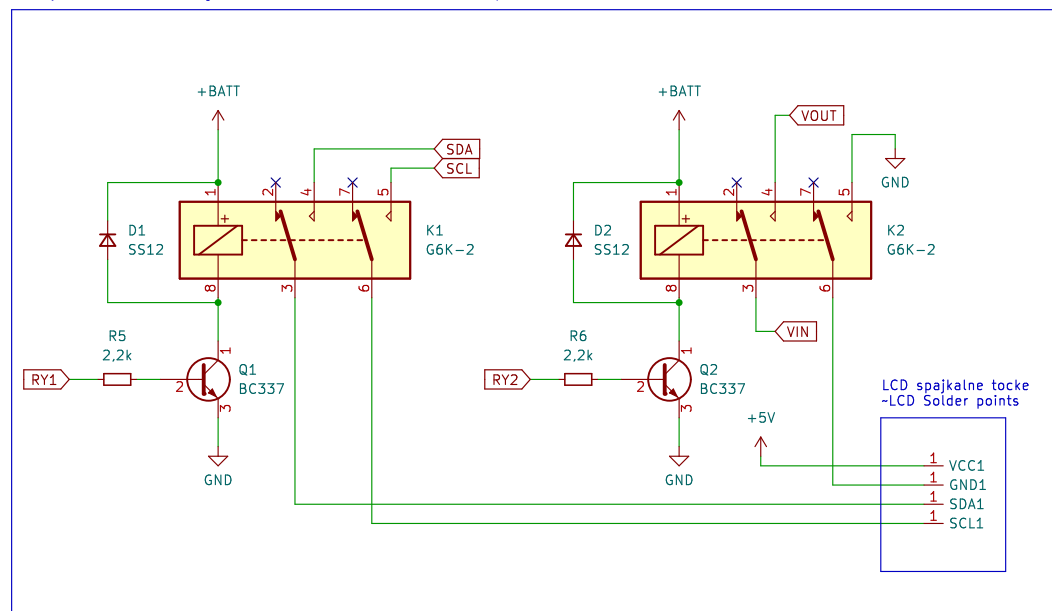 +BATT
+BATT
VOUT
SDA
SCL
GND
1
2
4
7
5
1
2
4
7
5
+
+
D1
SS12
K1
G6K-2
D2
SS12
K2
G6K-2
8
3
6
8
3
6
R5
2,2k
VIN
R6
2,2k
RY1
1
2
3
Q1
BC337
RY2
1
2
3
Q2
BC337
GND
GND
LCD spajkalne tocke
~LCD Solder points
+5V
1 VCC1
1 GND1
1 SDA1
1 SCL1